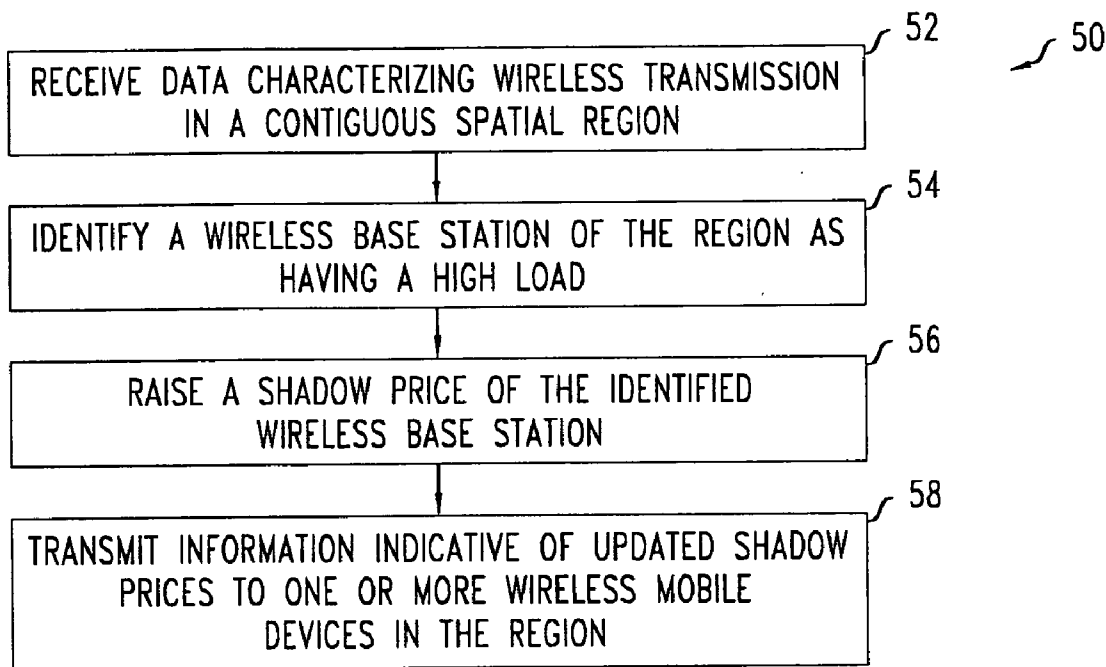 52
50
RECEIVE DATA CHARACTERIZING WIRELESS TRANSMISSION
IN A CONTIGUOUS SPATIAL REGION
54
IDENTIFY A WIRELESS BASE STATION OF THE REGION AS
HAVING A HIGH LOAD
56
RAISE A SHADOW PRICE OF THE IDENTIFIED
WIRELESS BASE STATION
58
TRANSMIT INFORMATION INDICATIVE OF UPDATED SHADOW
PRICES TO ONE OR MORE WIRELESS MOBILE
DEVICES IN THE REGION